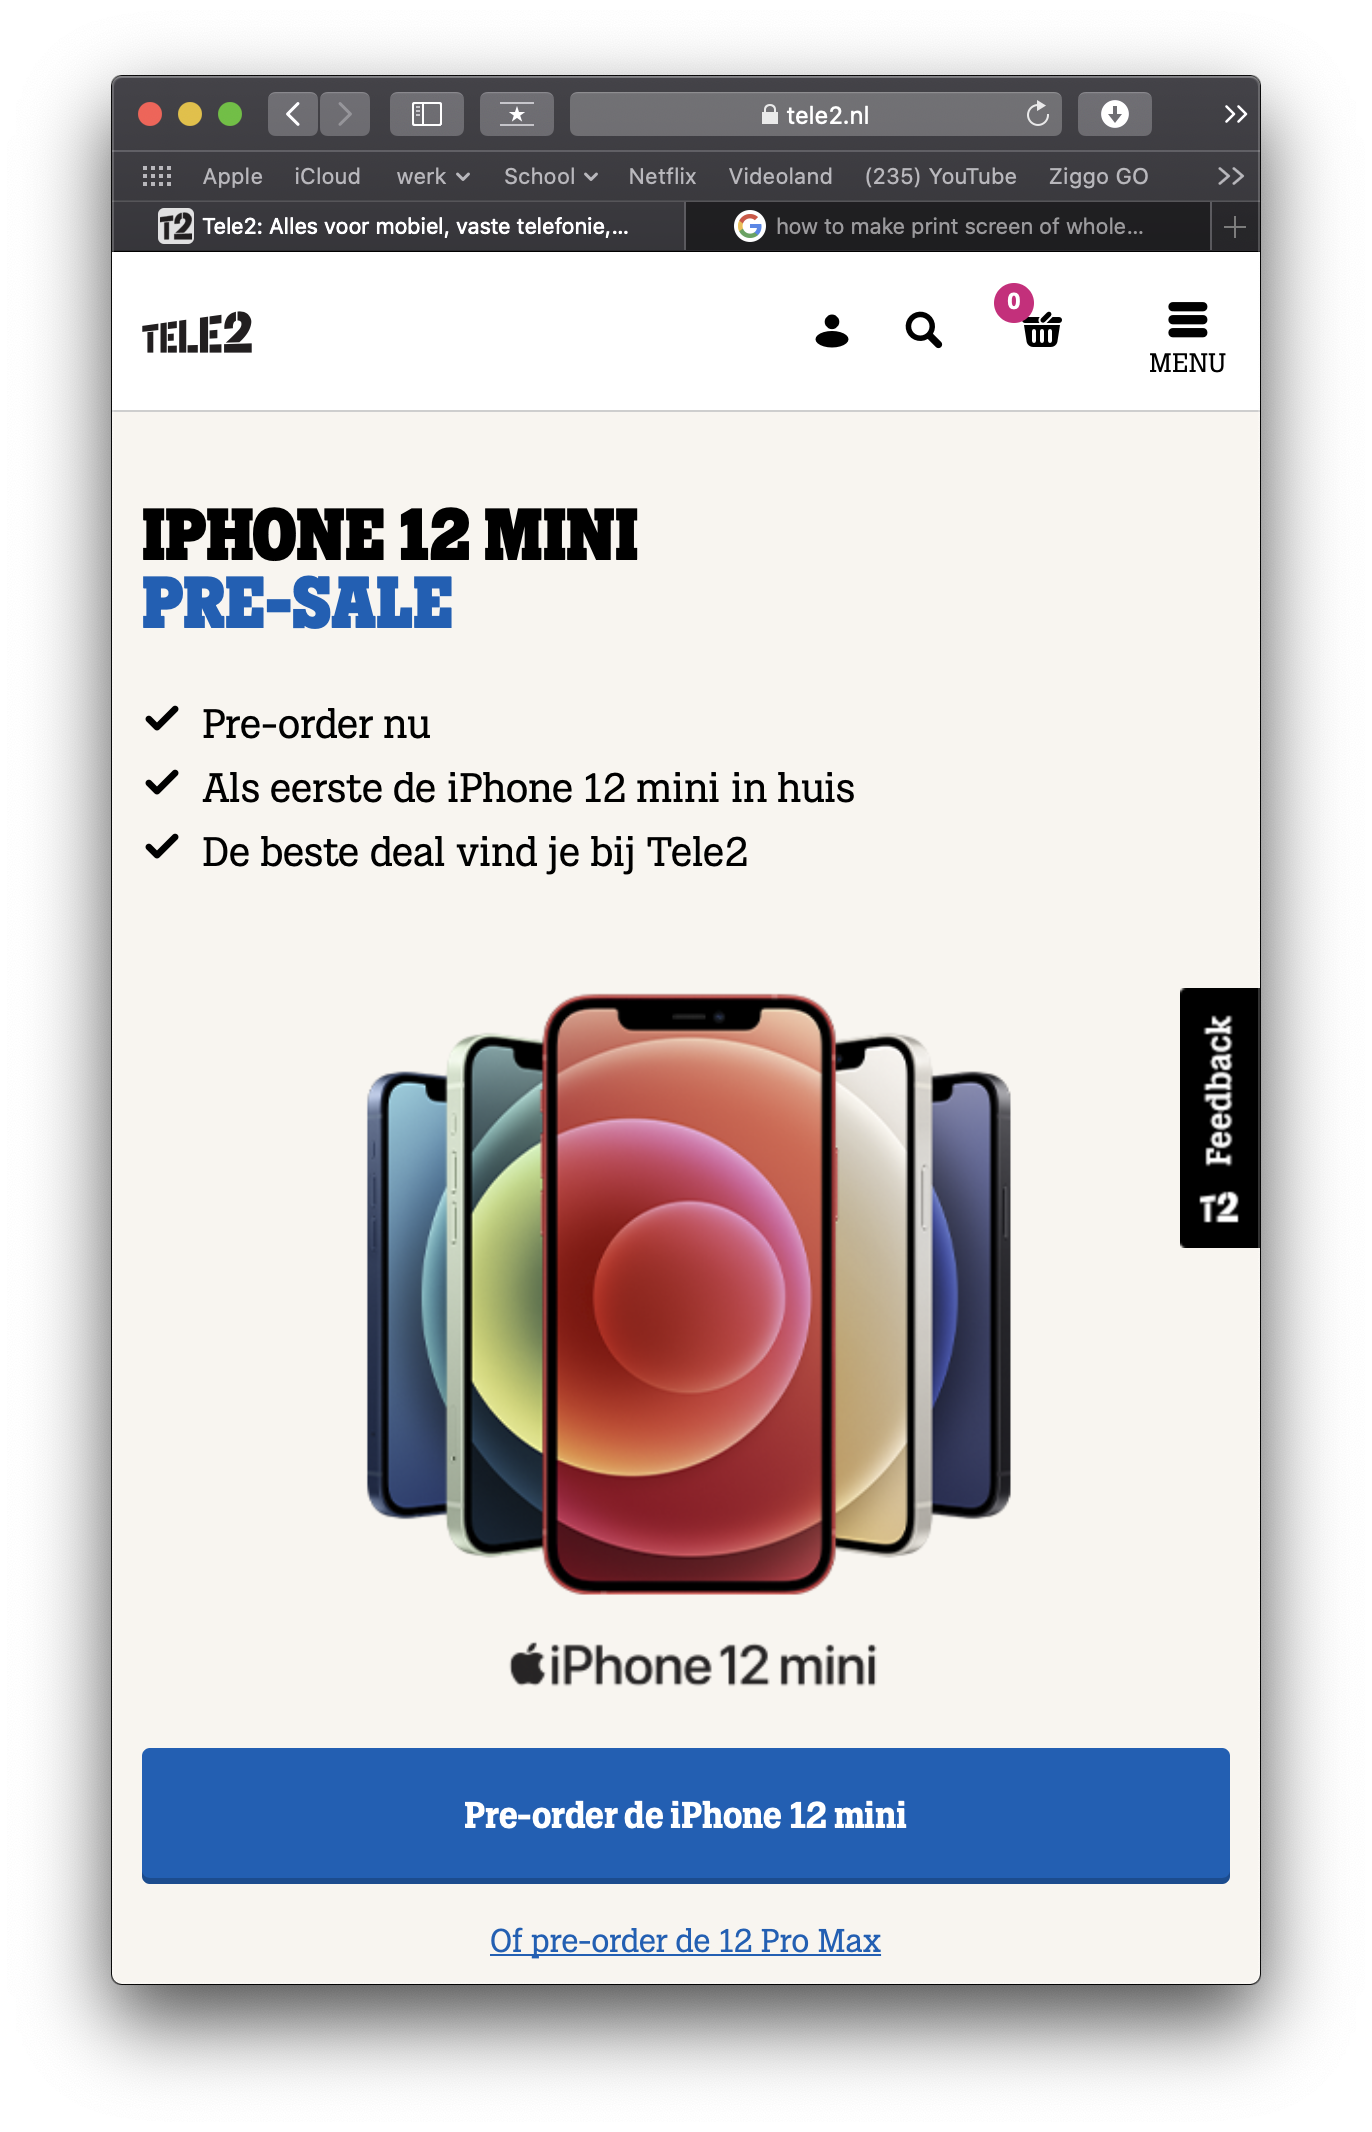 tele2.nl
Apple iCloud werk School Netflix Videoland (235) YouTube Ziggo GO
T2 Tele2: Alles voor mobiel, vaste telefonie,... G how to make print screen of whole...
TELE2
0
MENU
IPHONE 12 MINI
PRE-SALE
Pre-order nu
Als eerste de iPhone 12 mini in huis
De beste deal vind je bij Tele2
T2 Feedback
iPhone 12 mini
Pre-order de iPhone 12 mini
Of pre-order de 12 Pro Max